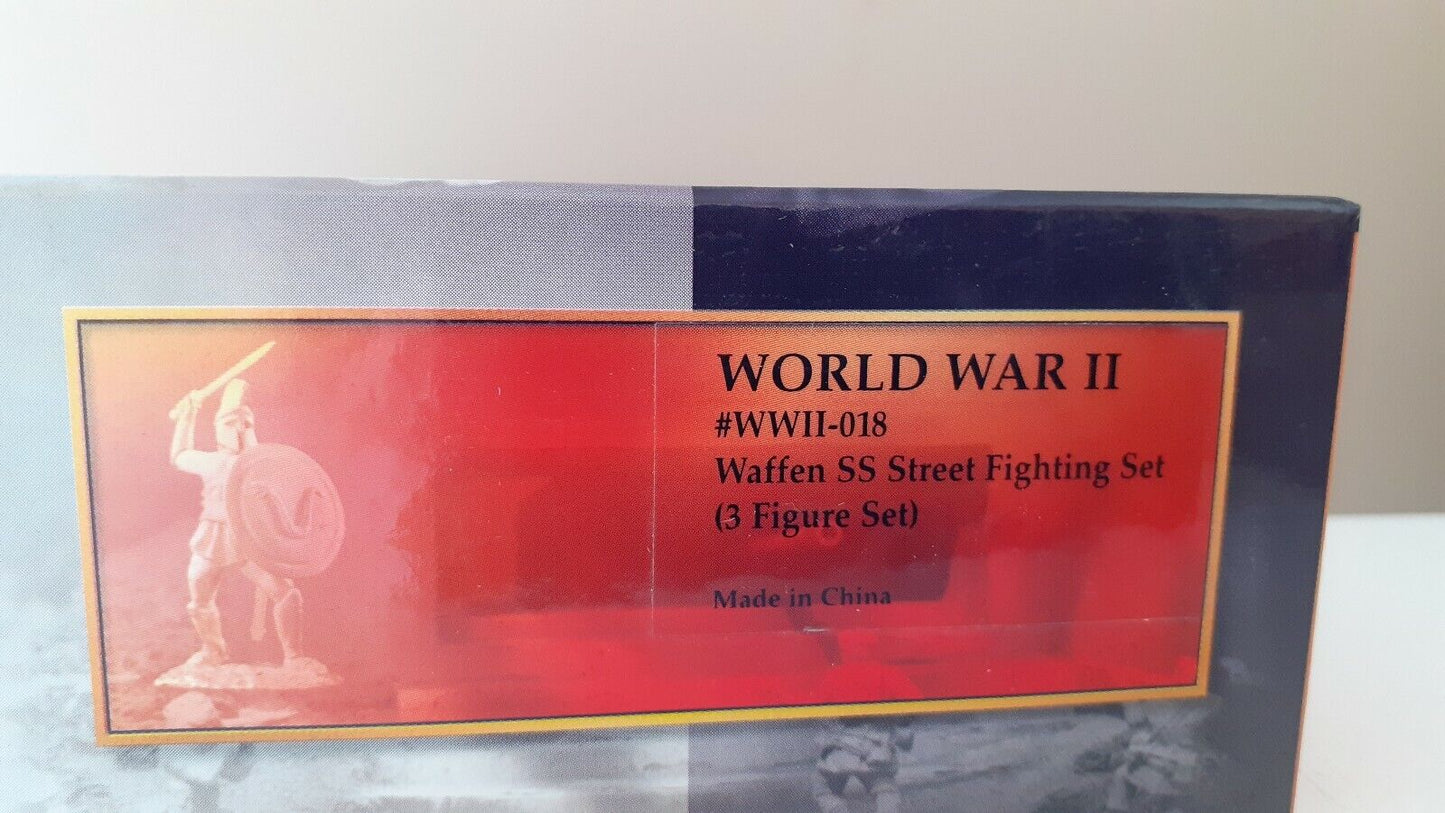 WORLD WAR II
#WWII-018
Waffen SS Street Fighting Set
(3 Figure Set)
Made in China